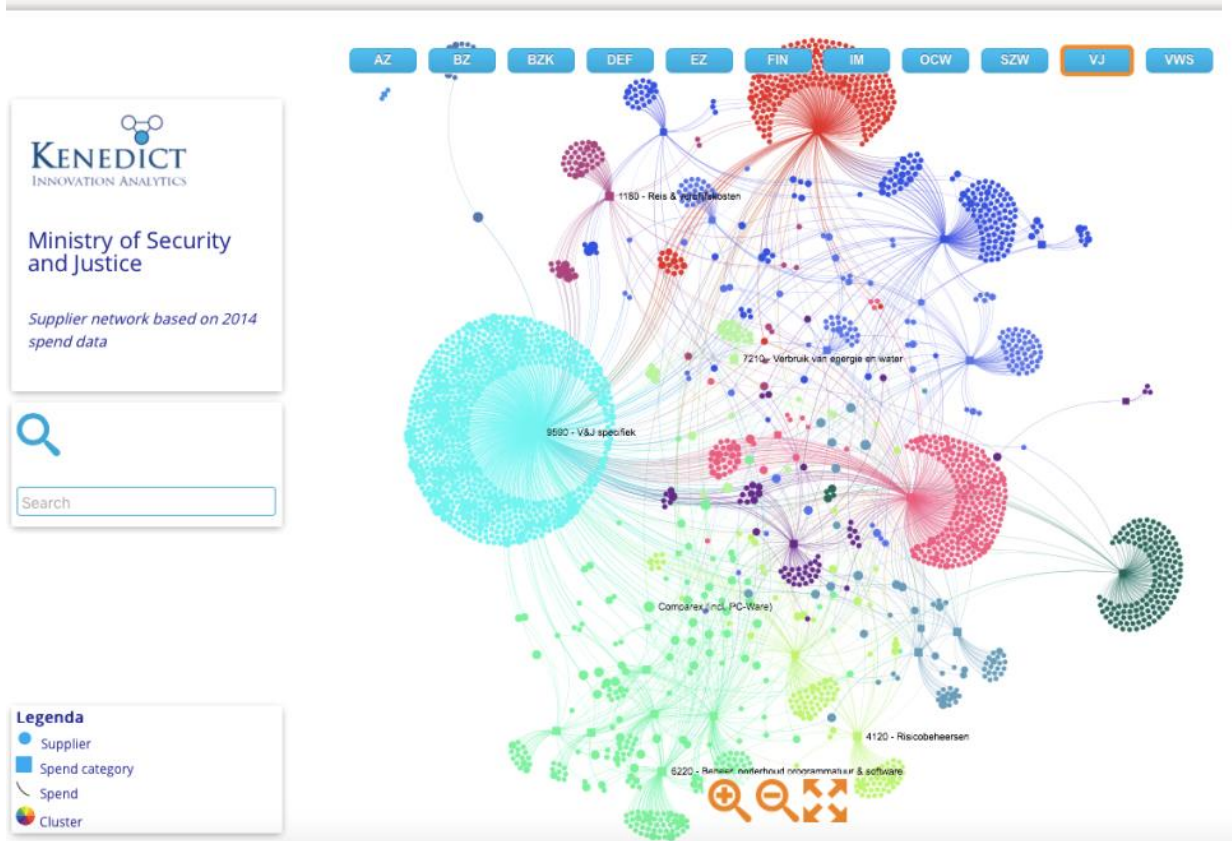 AZ BZ BZK DEF EZ FIN IM OCW SZW VJ VWS
KENEDICT
INNOVATION ANALYTICS
Ministry of Security
and Justice
Supplier network based on 2014
spend data
Search
1180 - Reis &
7210 - Verbruik van energie en water
9590 - V&J specifiek
Comparex (incl. PC-Ware)
4120 - Risicobeheersen
6220 - Beheer, onderhoud programmatuur & software
Legenda
Supplier
Spend category
Spend
Cluster